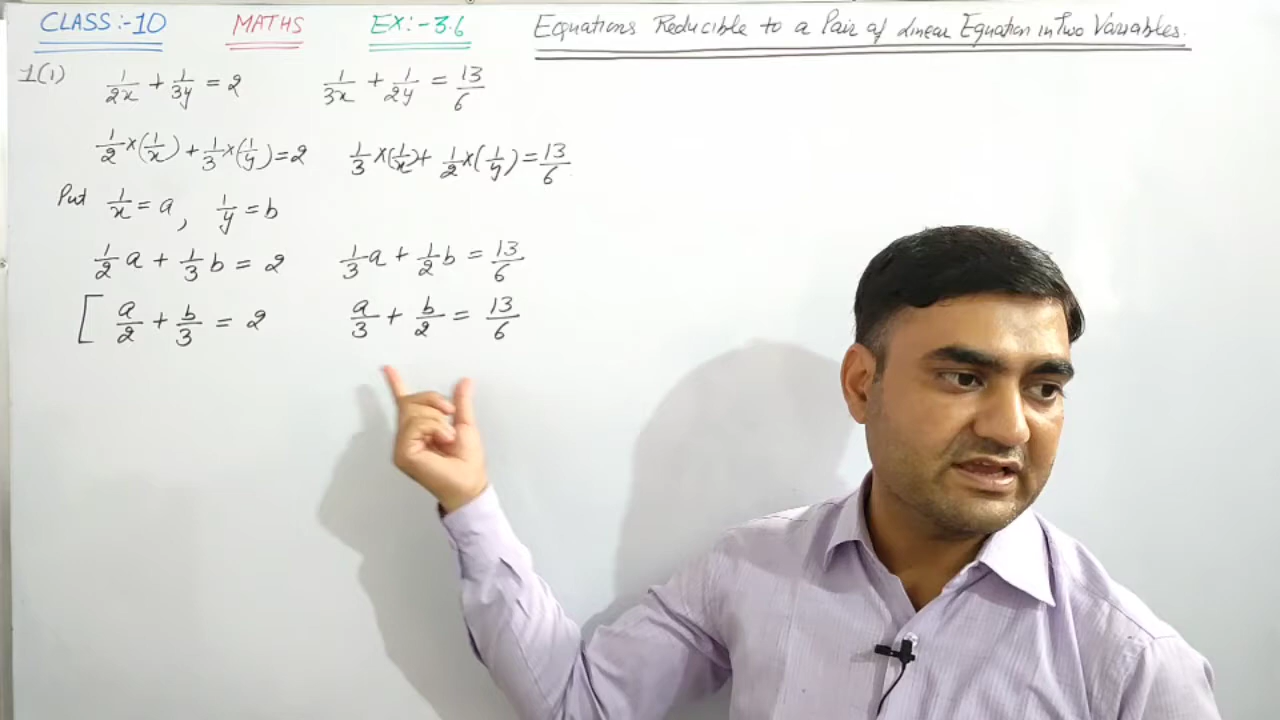 CLASS:-10 MATHS EX:-3.6 Equations Reducible to a Pair of Linear Equation in Two Variables.
1(i) 1/2x + 1/3y = 2 1/3x + 1/2y = 13/6
1/2×(1/x) + 1/3×(1/y) = 2 1/3×(1/x) + 1/2×(1/y) = 13/6
Put 1/x = a, 1/y = b
1/2 a + 1/3 b = 2 1/3 a + 1/2 b = 13/6
[ a/2 + b/3 = 2 a/3 + b/2 = 13/6